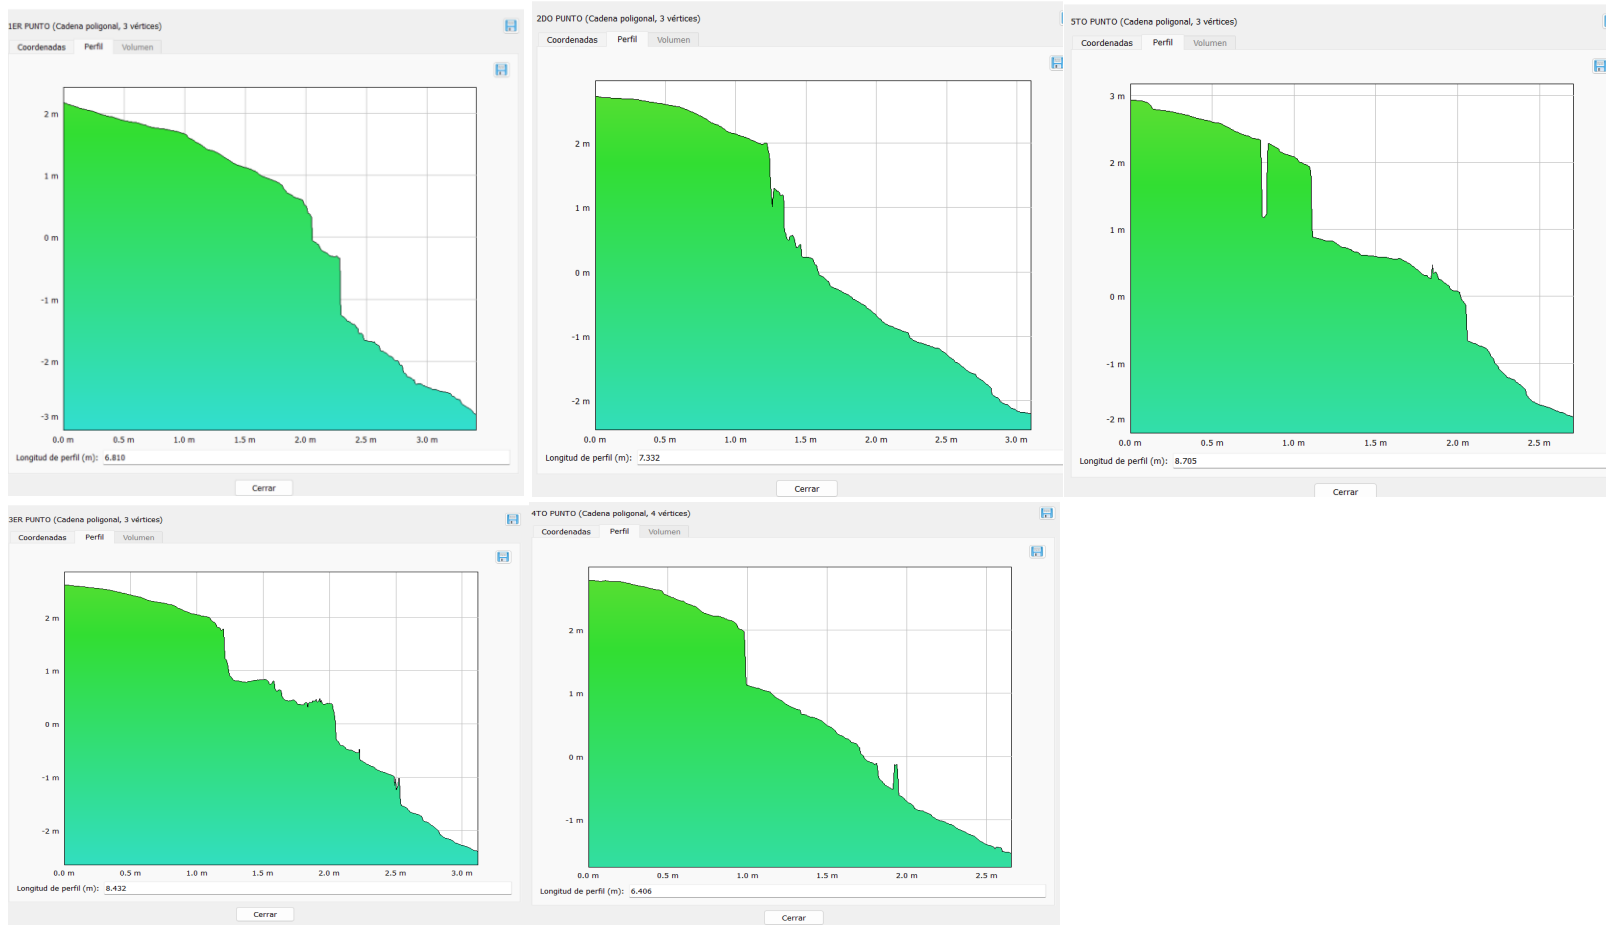 1ER PUNTO (Cadena poligonal, 3 vértices)
Coordenadas Perfil Volumen
2 m
1 m
0 m
-1 m
-2 m
-3 m
0.0 m 0.5 m 1.0 m 1.5 m 2.0 m 2.5 m 3.0 m
Longitud de perfil (m): 6.810
Cerrar
2DO PUNTO (Cadena poligonal, 3 vértices)
Coordenadas Perfil Volumen
2 m
1 m
0 m
-1 m
-2 m
0.0 m 0.5 m 1.0 m 1.5 m 2.0 m 2.5 m 3.0 m
Longitud de perfil (m): 7.332
Cerrar
5TO PUNTO (Cadena poligonal, 3 vértices)
Coordenadas Perfil Volumen
3 m
2 m
1 m
0 m
-1 m
-2 m
0.0 m 0.5 m 1.0 m 1.5 m 2.0 m 2.5 m
Longitud de perfil (m): 8.705
Cerrar
3ER PUNTO (Cadena poligonal, 3 vértices)
Coordenadas Perfil Volumen
2 m
1 m
0 m
-1 m
-2 m
0.0 m 0.5 m 1.0 m 1.5 m 2.0 m 2.5 m 3.0 m
Longitud de perfil (m): 8.432
Cerrar
4TO PUNTO (Cadena poligonal, 4 vértices)
Coordenadas Perfil Volumen
2 m
1 m
0 m
-1 m
0.0 m 0.5 m 1.0 m 1.5 m 2.0 m 2.5 m
Longitud de perfil (m): 6.406
Cerrar